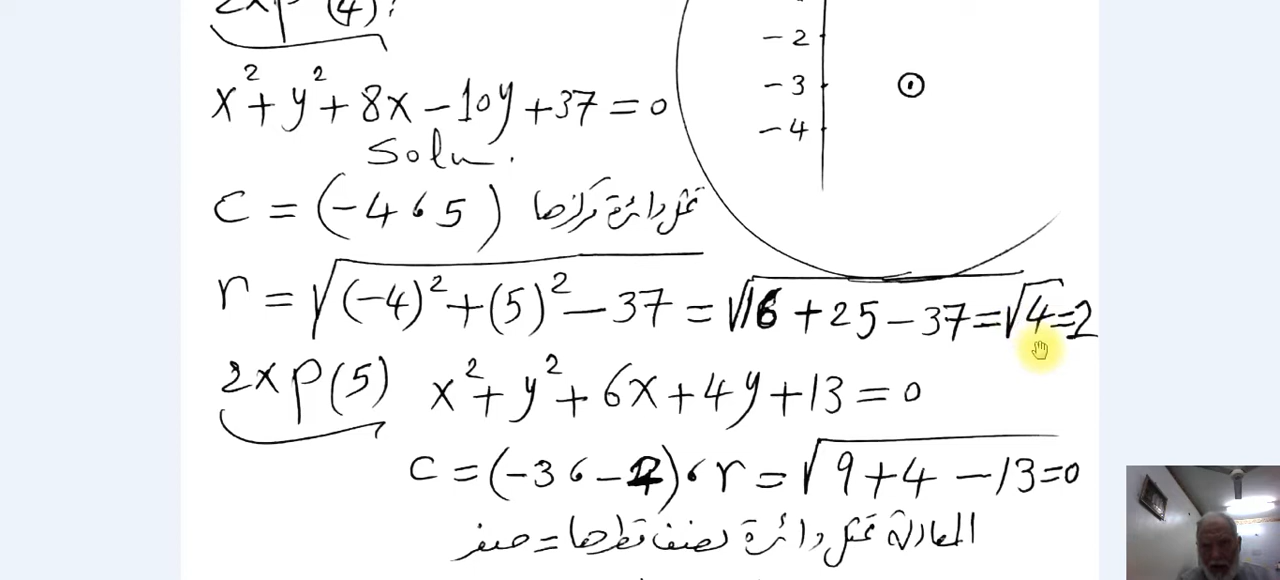 2xp (4):
x²+y²+8x-10y+37=0
Soln.
c = (-4 ، 5) تمثل دائرة مركزها
r = √(-4)²+(5)²-37 = √16+25-37=√4=2
2xp(5) x²+y²+6x+4y+13=0
c = (-3 ، -2) ، r = √9+4-13=0
المعادلة تمثل دائرة نصف قطرها = صفر
-2
-3
-4